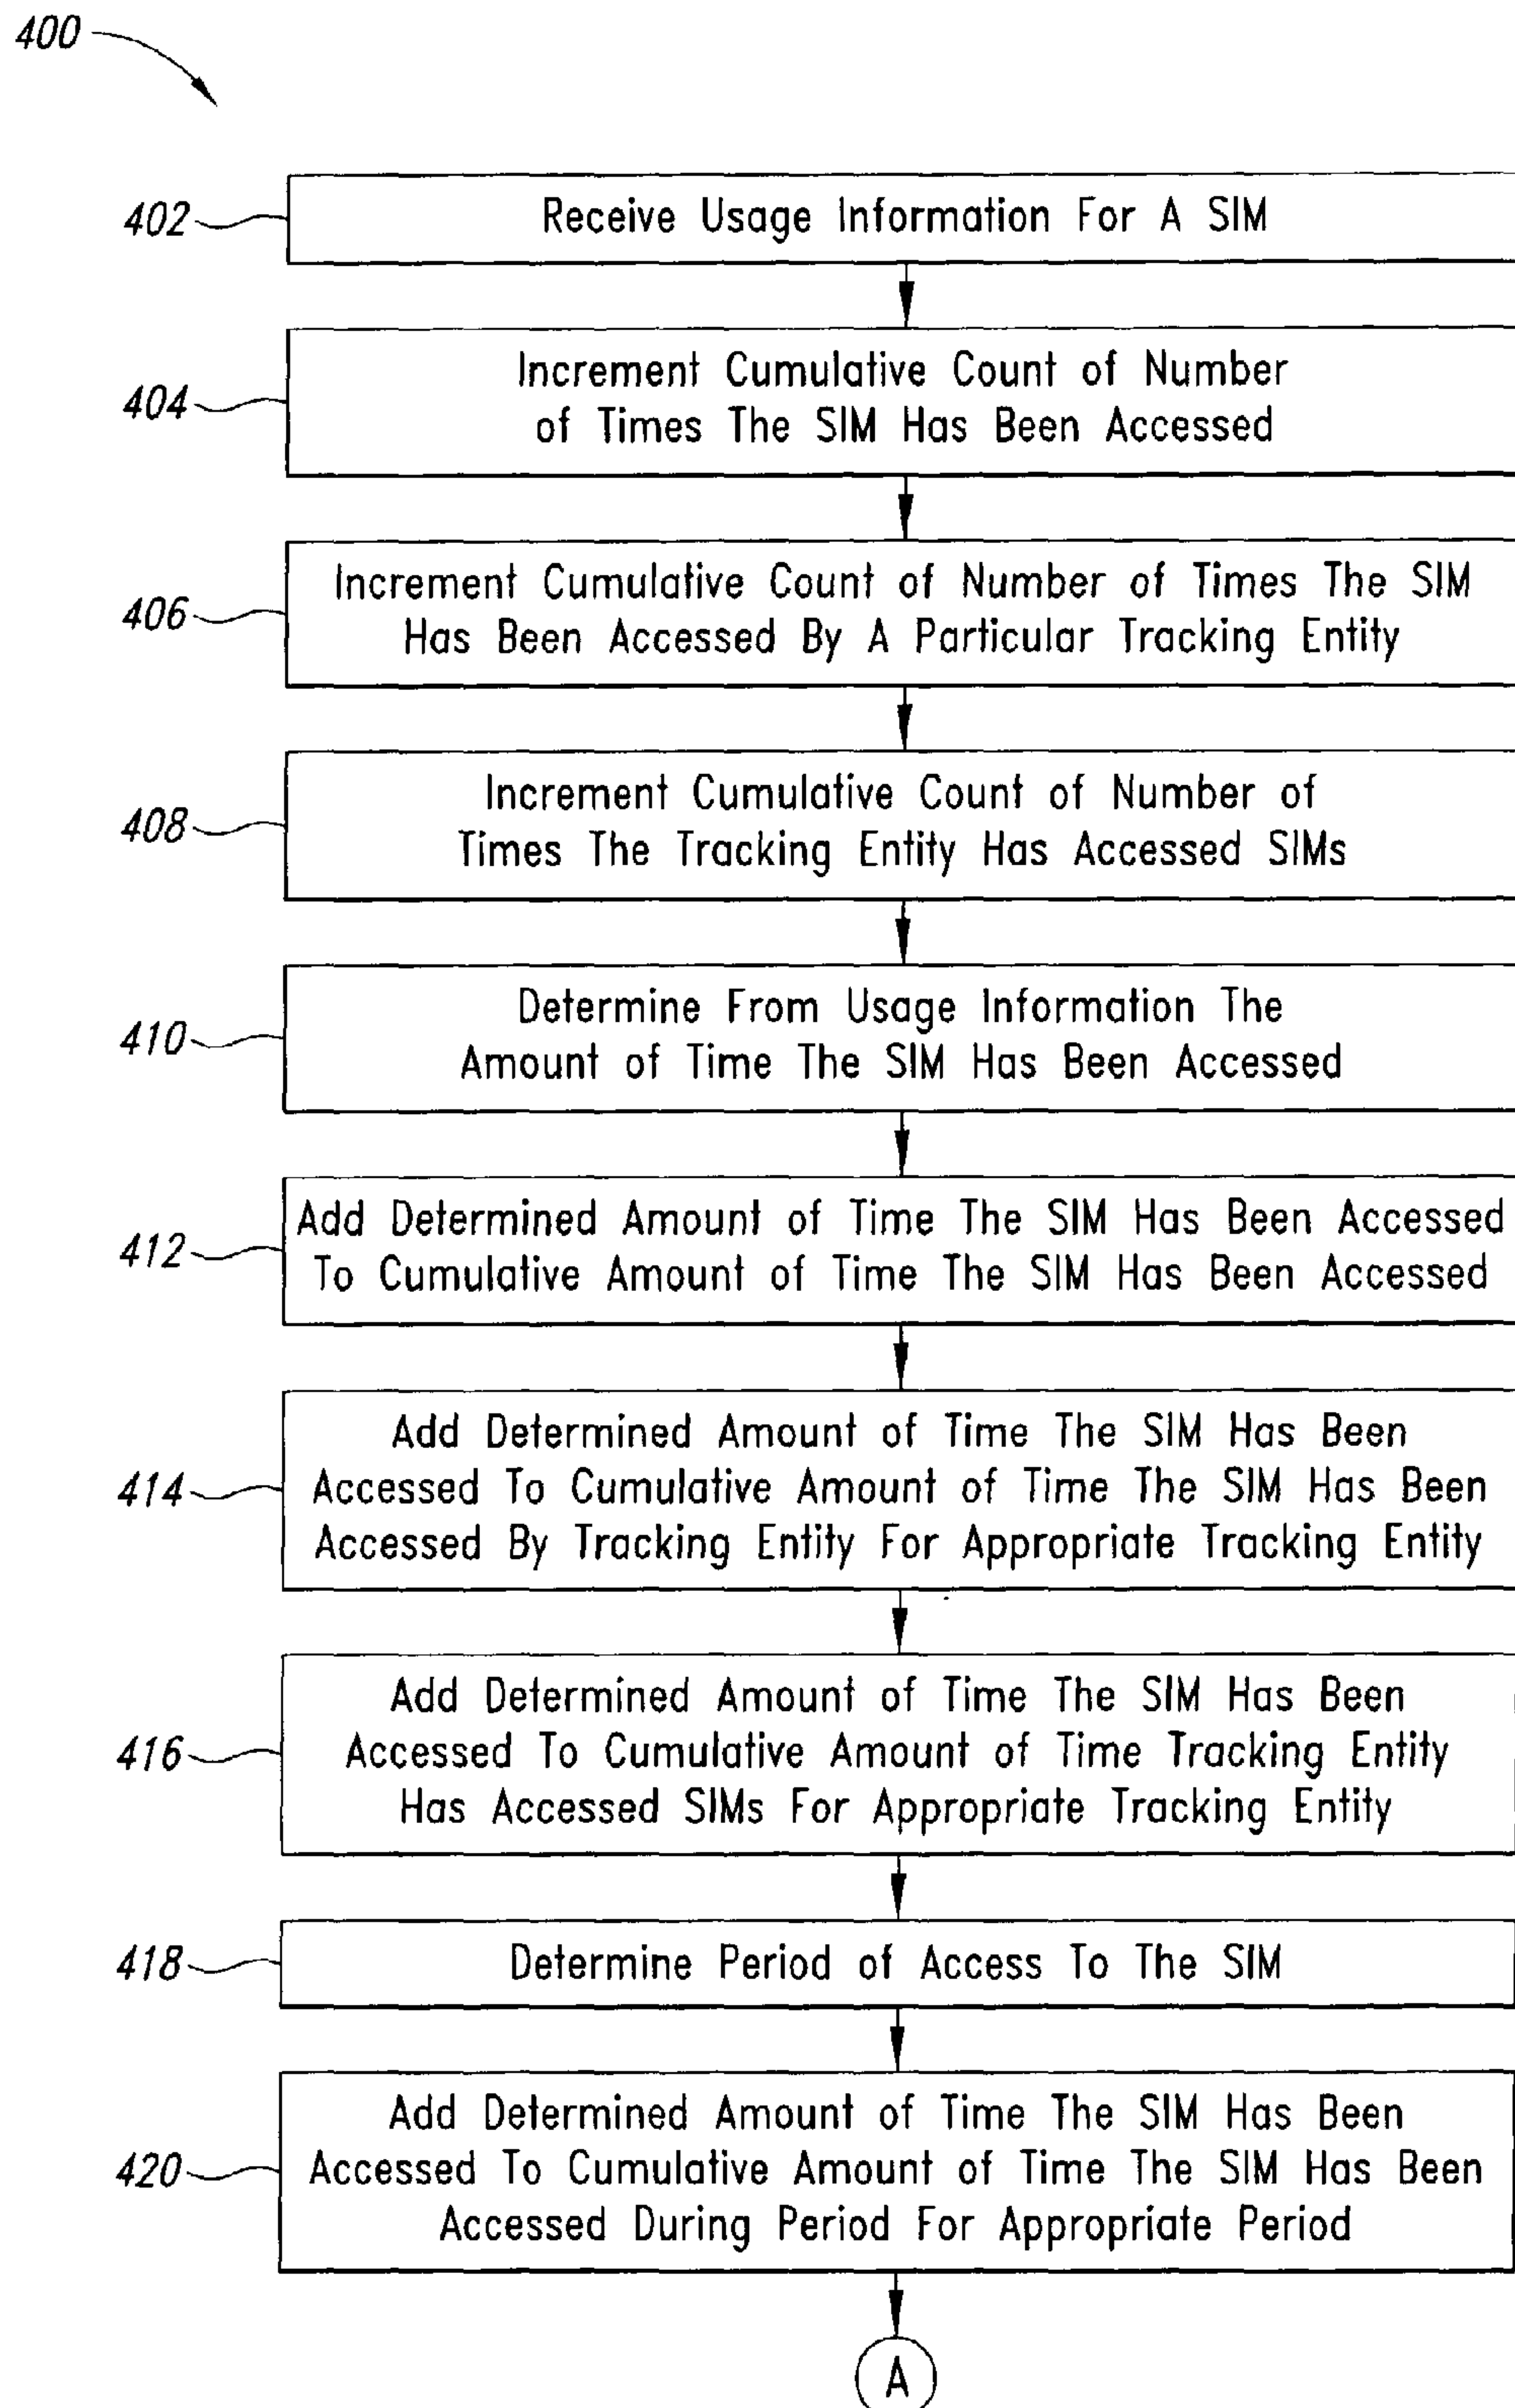 400
402
Receive Usage Information For A SIM
404
Increment Cumulative Count of Number
of Times The SIM Has Been Accessed
406
Increment Cumulative Count of Number of Times The SIM
Has Been Accessed By A Particular Tracking Entity
408
Increment Cumulative Count of Number of
Times The Tracking Entity Has Accessed SIMs
410
Determine From Usage Information The
Amount of Time The SIM Has Been Accessed
412
Add Determined Amount of Time The SIM Has Been Accessed
To Cumulative Amount of Time The SIM Has Been Accessed
414
Add Determined Amount of Time The SIM Has Been
Accessed To Cumulative Amount of Time The SIM Has Been
Accessed By Tracking Entity For Appropriate Tracking Entity
416
Add Determined Amount of Time The SIM Has Been
Accessed To Cumulative Amount of Time Tracking Entity
Has Accessed SIMs For Appropriate Tracking Entity
418
Determine Period of Access To The SIM
420
Add Determined Amount of Time The SIM Has Been
Accessed To Cumulative Amount of Time The SIM Has Been
Accessed During Period For Appropriate Period
A